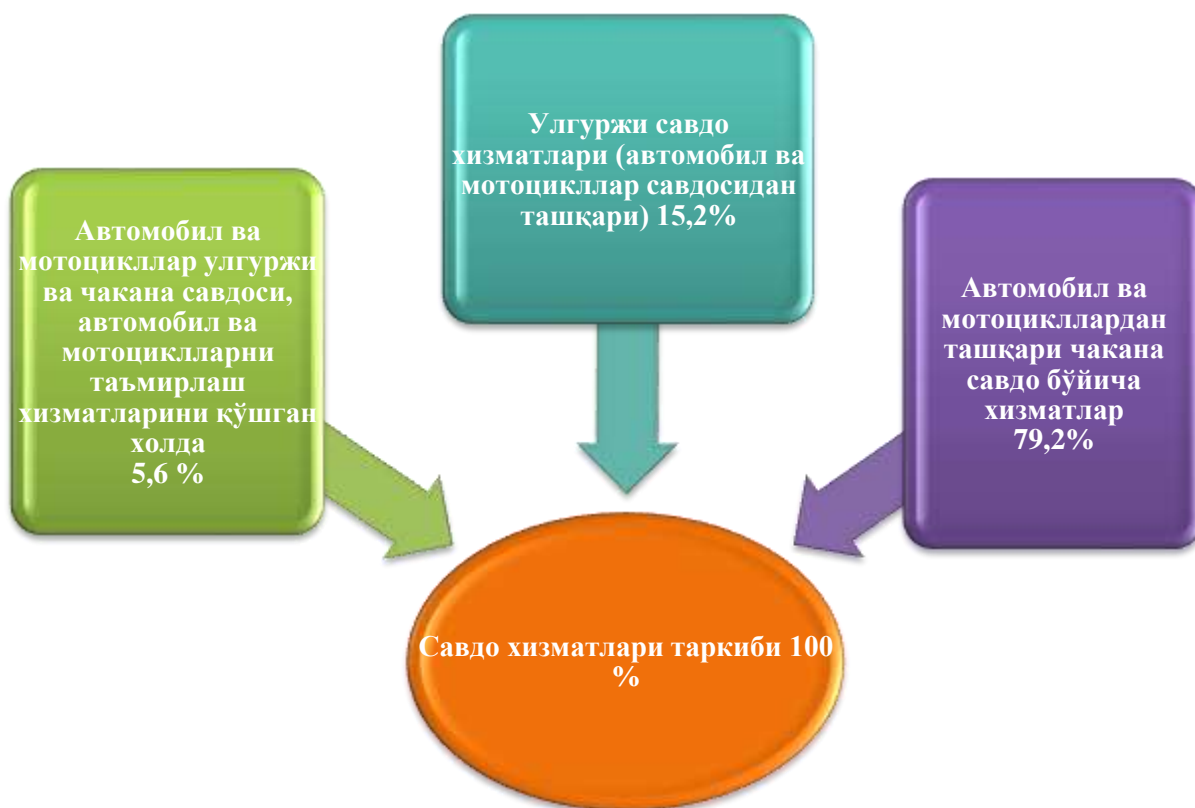 Автомобил ва
мотоцикллар улгуржи
ва чакана савдоси,
автомобил ва
мотоциклларни
таъмирлаш
хизматларини қўшган
холда
5,6 %
Улгуржи савдо
хизматлари (автомобил ва
мотоцикллар савдосидан
ташқари) 15,2%
Автомобил ва
мотоцикллардан
ташқари чакана
савдо бўйича
хизматлар
79,2%
Савдо хизматлари таркиби 100
%